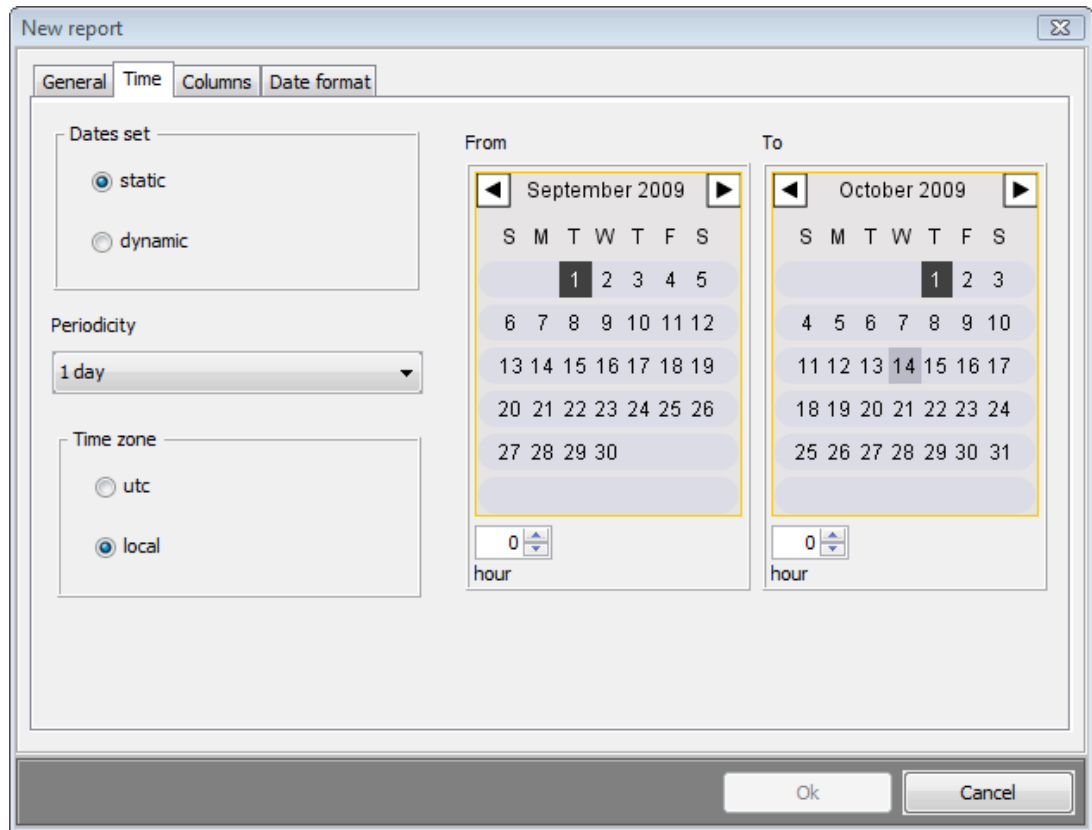 New report
General Time Columns Date format
Dates set
static
dynamic
Periodicity
1 day
Time zone
utc
local
From
September 2009
S M T W T F S
1 2 3 4 5
6 7 8 9 10 11 12
13 14 15 16 17 18 19
20 21 22 23 24 25 26
27 28 29 30
0
hour
To
October 2009
S M T W T F S
1 2 3
4 5 6 7 8 9 10
11 12 13 14 15 16 17
18 19 20 21 22 23 24
25 26 27 28 29 30 31
0
hour
Ok Cancel